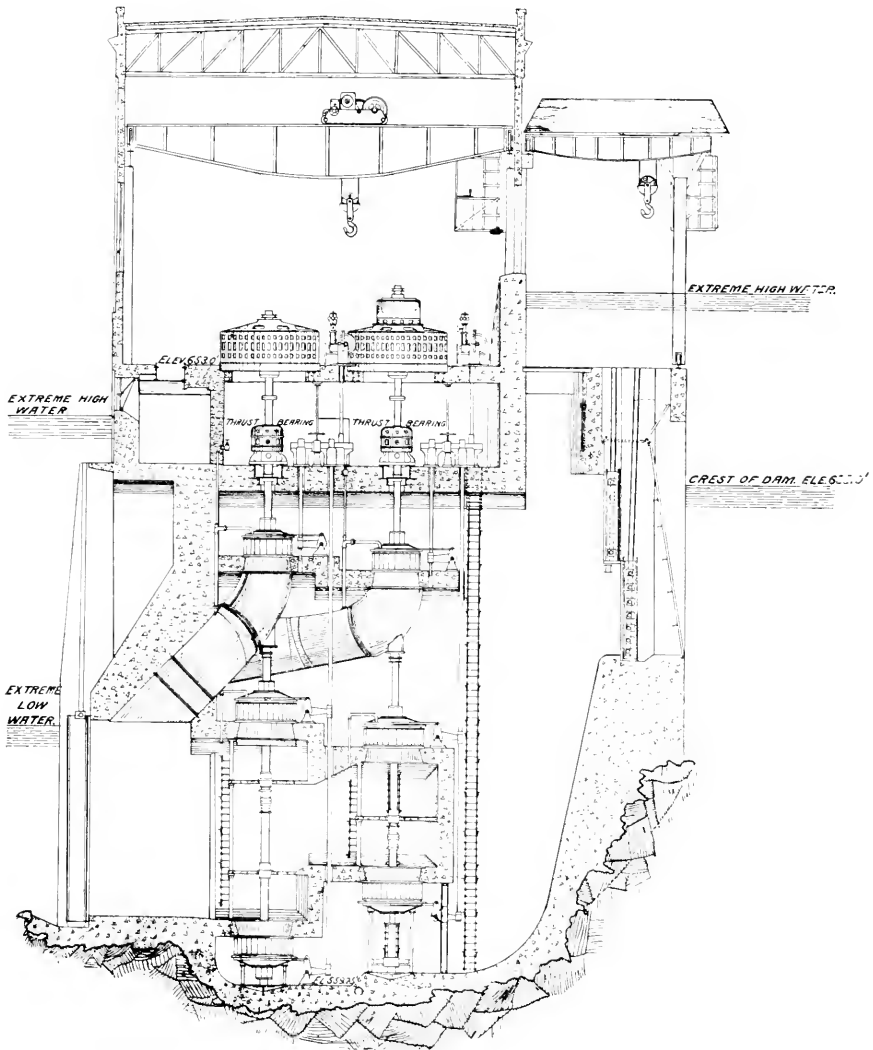 EXTREME HIGH WATER.
ELEV. 653.0
EXTREME HIGH
WATER
THRUST BEARING
THRUST BEARING
CREST OF DAM. ELE.
EXTREME
LOW
WATER.